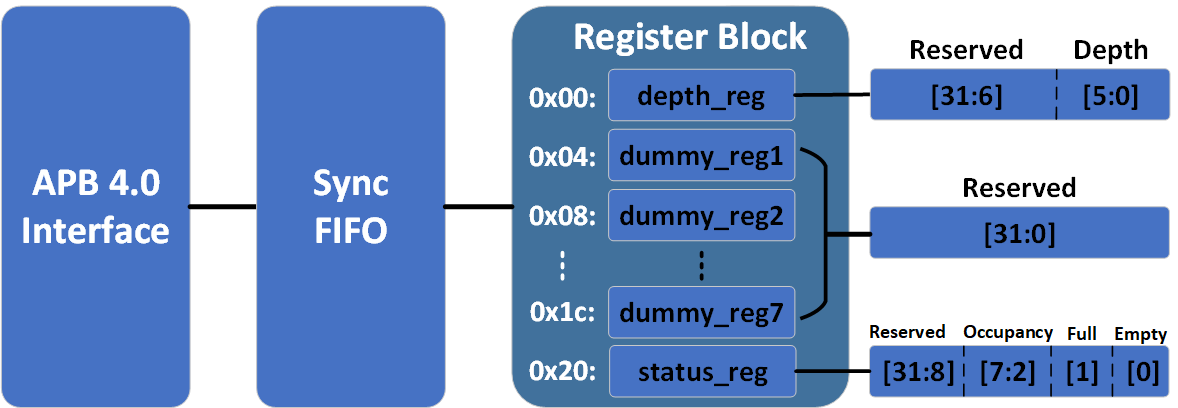 APB 4.0
Interface
Sync
FIFO
Register Block
0x00:
depth_reg
0x04:
dummy_reg1
0x08:
dummy_reg2
0x1c:
dummy_reg7
0x20:
status_reg
Reserved Depth
[31:6] [5:0]
Reserved
[31:0]
Reserved Occupancy Full Empty
[31:8] [7:2] [1] [0]